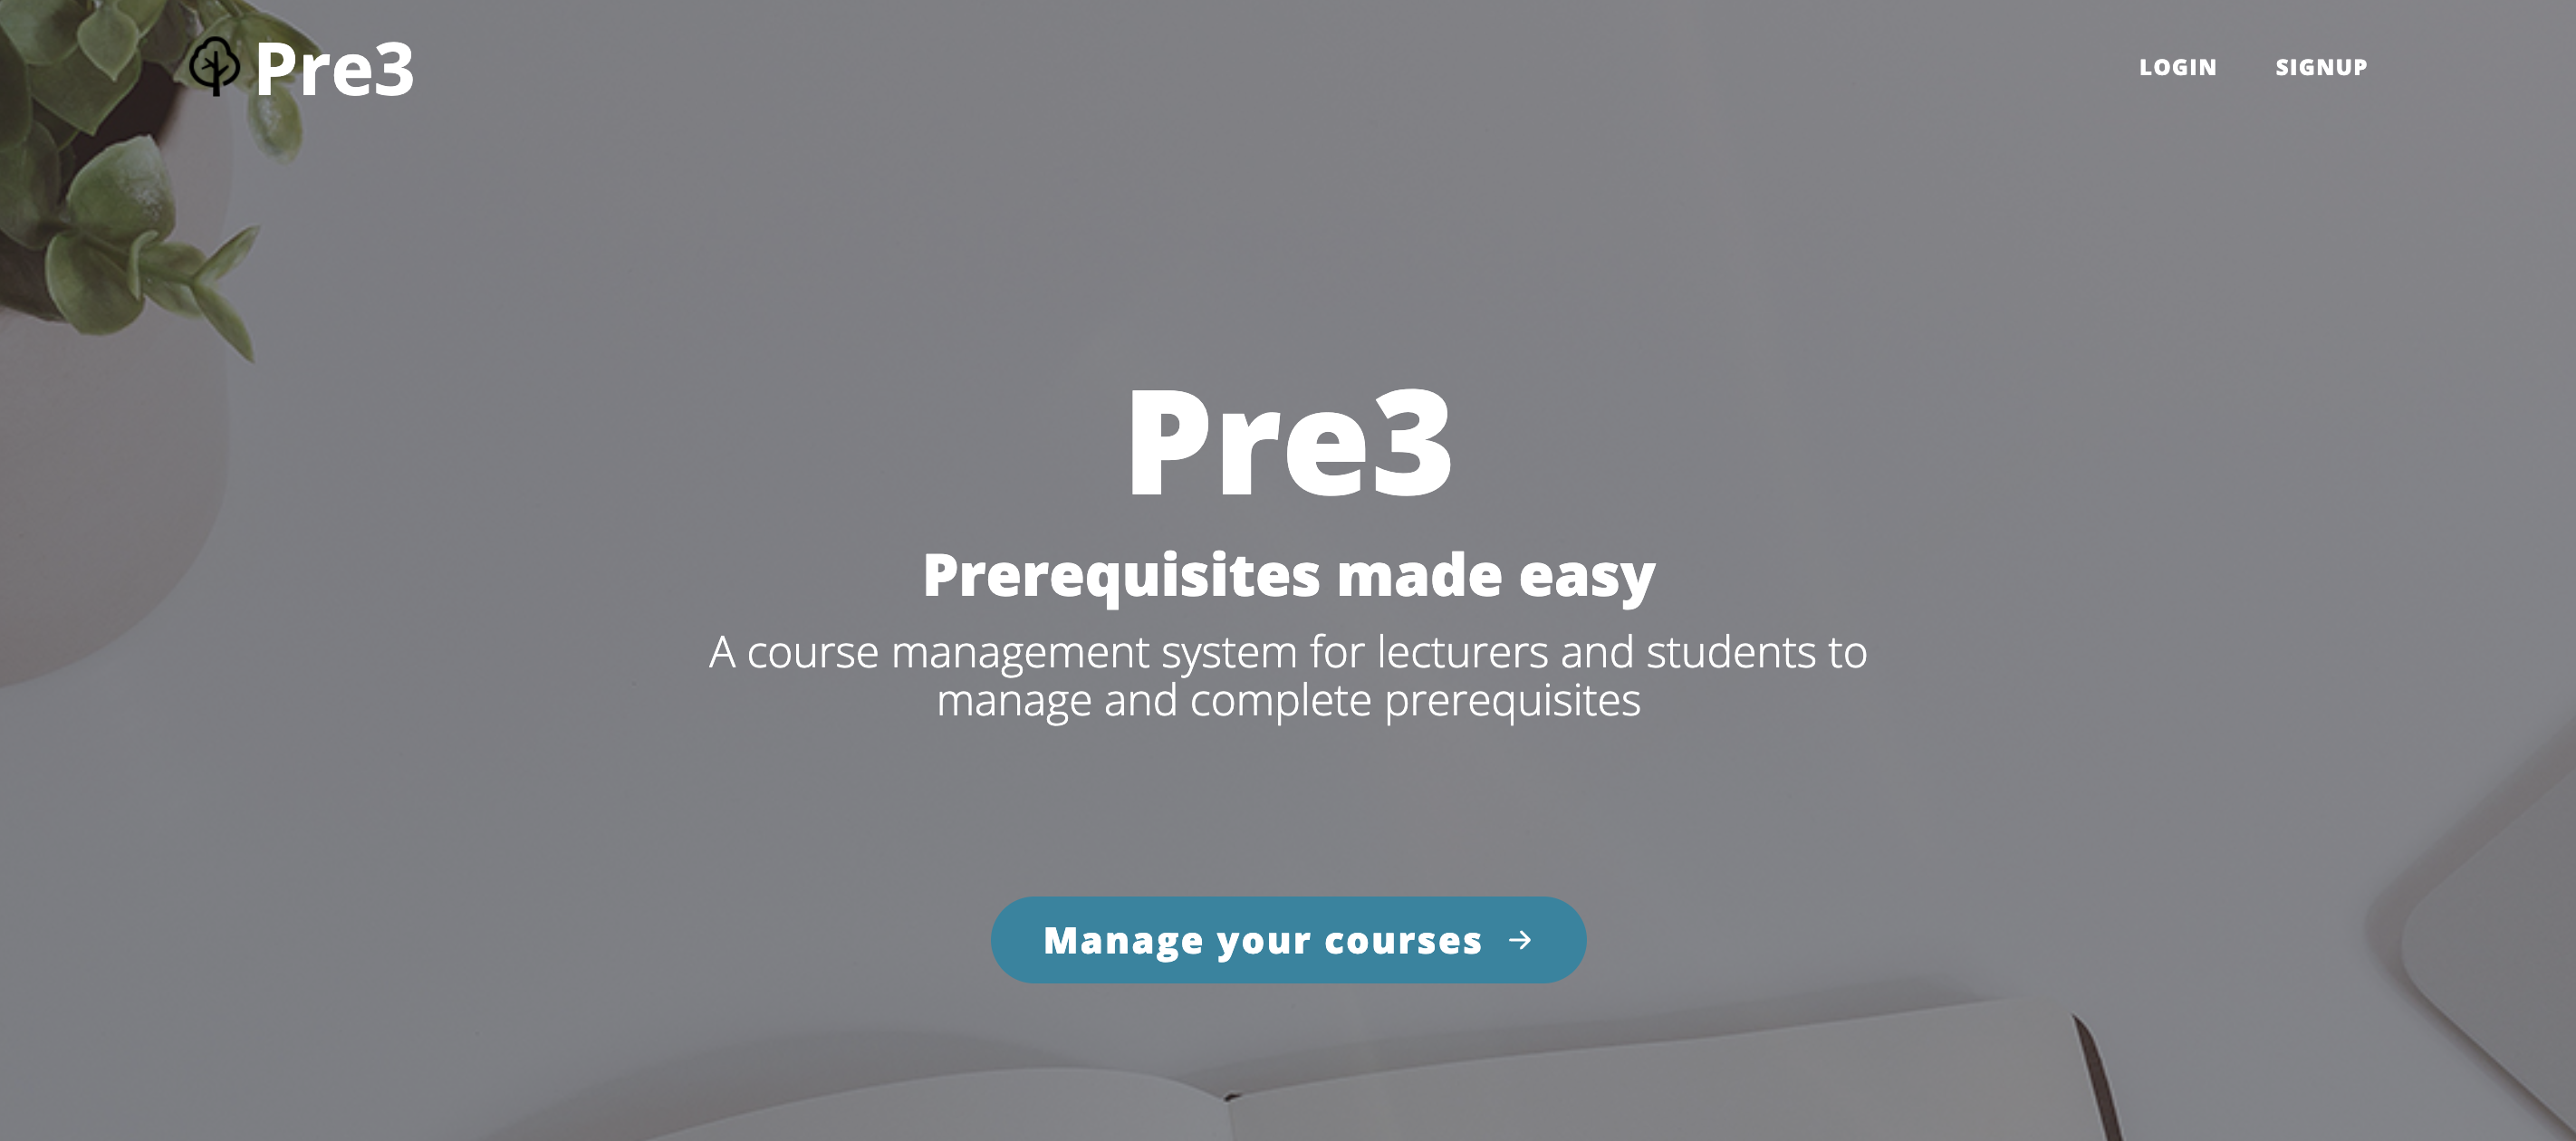 Pre3
LOGIN
SIGNUP
Pre3
Prerequisites made easy
A course management system for lecturers and students to
manage and complete prerequisites
Manage your courses →